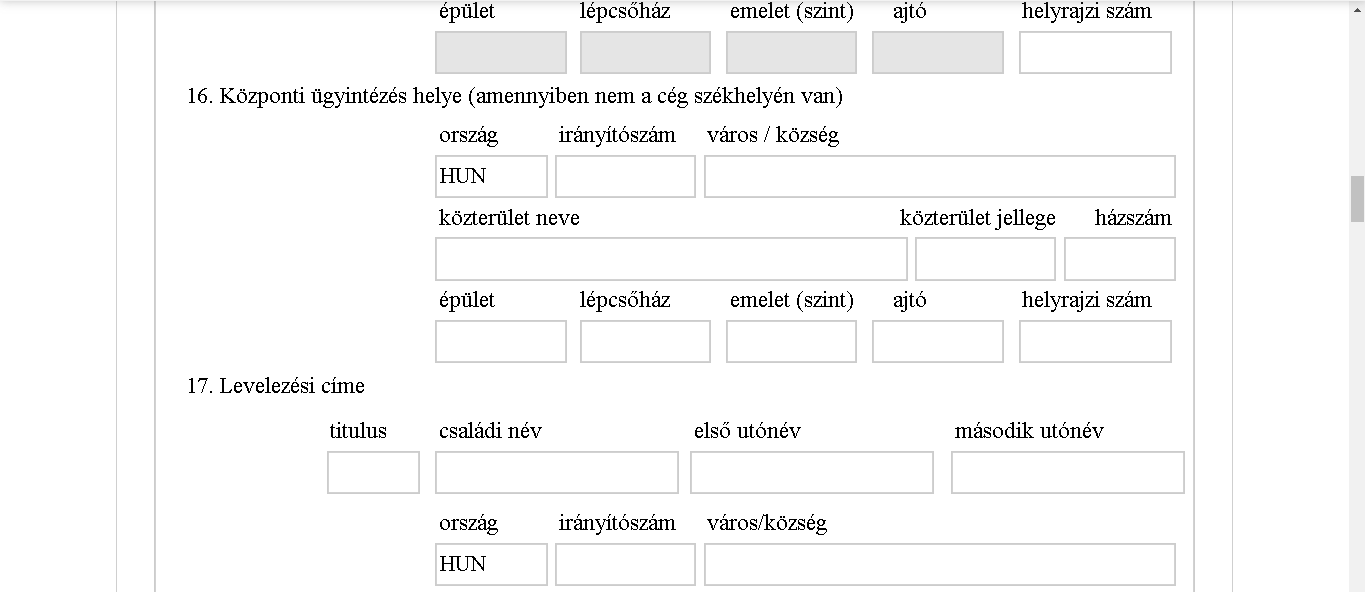 épület lépcsőház emelet (szint) ajtó helyrajzi szám
16. Központi ügyintézés helye (amennyiben nem a cég székhelyén van)
ország irányítószám város / község
HUN
közterület neve közterület jellege házszám
épület lépcsőház emelet (szint) ajtó helyrajzi szám
17. Levelezési címe
titulus családi név első utónév második utónév
ország irányítószám város/község
HUN